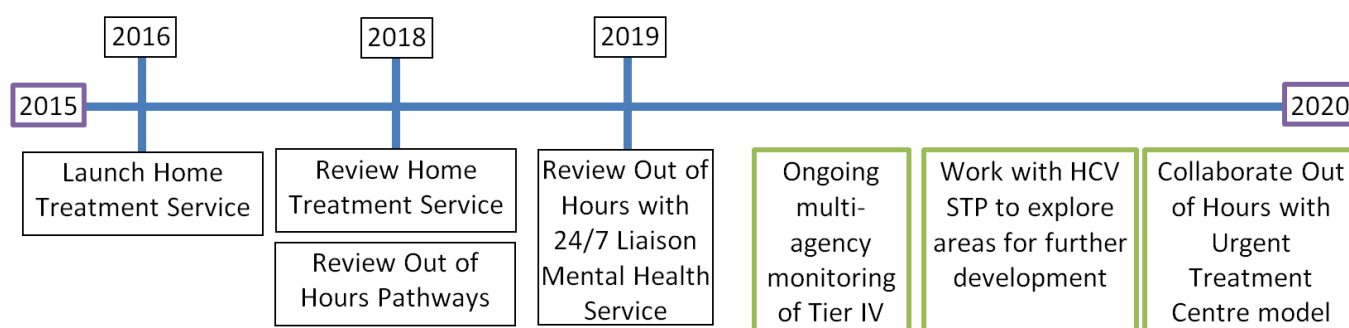 2016
2018
2019
2015
2020
Launch Home
Treatment Service
Review Home
Treatment Service
Review Out of
Hours Pathways
Review Out of
Hours with
24/7 Liaison
Mental Health
Service
Ongoing
multi-
agency
monitoring
of Tier IV
Work with HCV
STP to explore
areas for further
development
Collaborate Out
of Hours with
Urgent
Treatment
Centre model